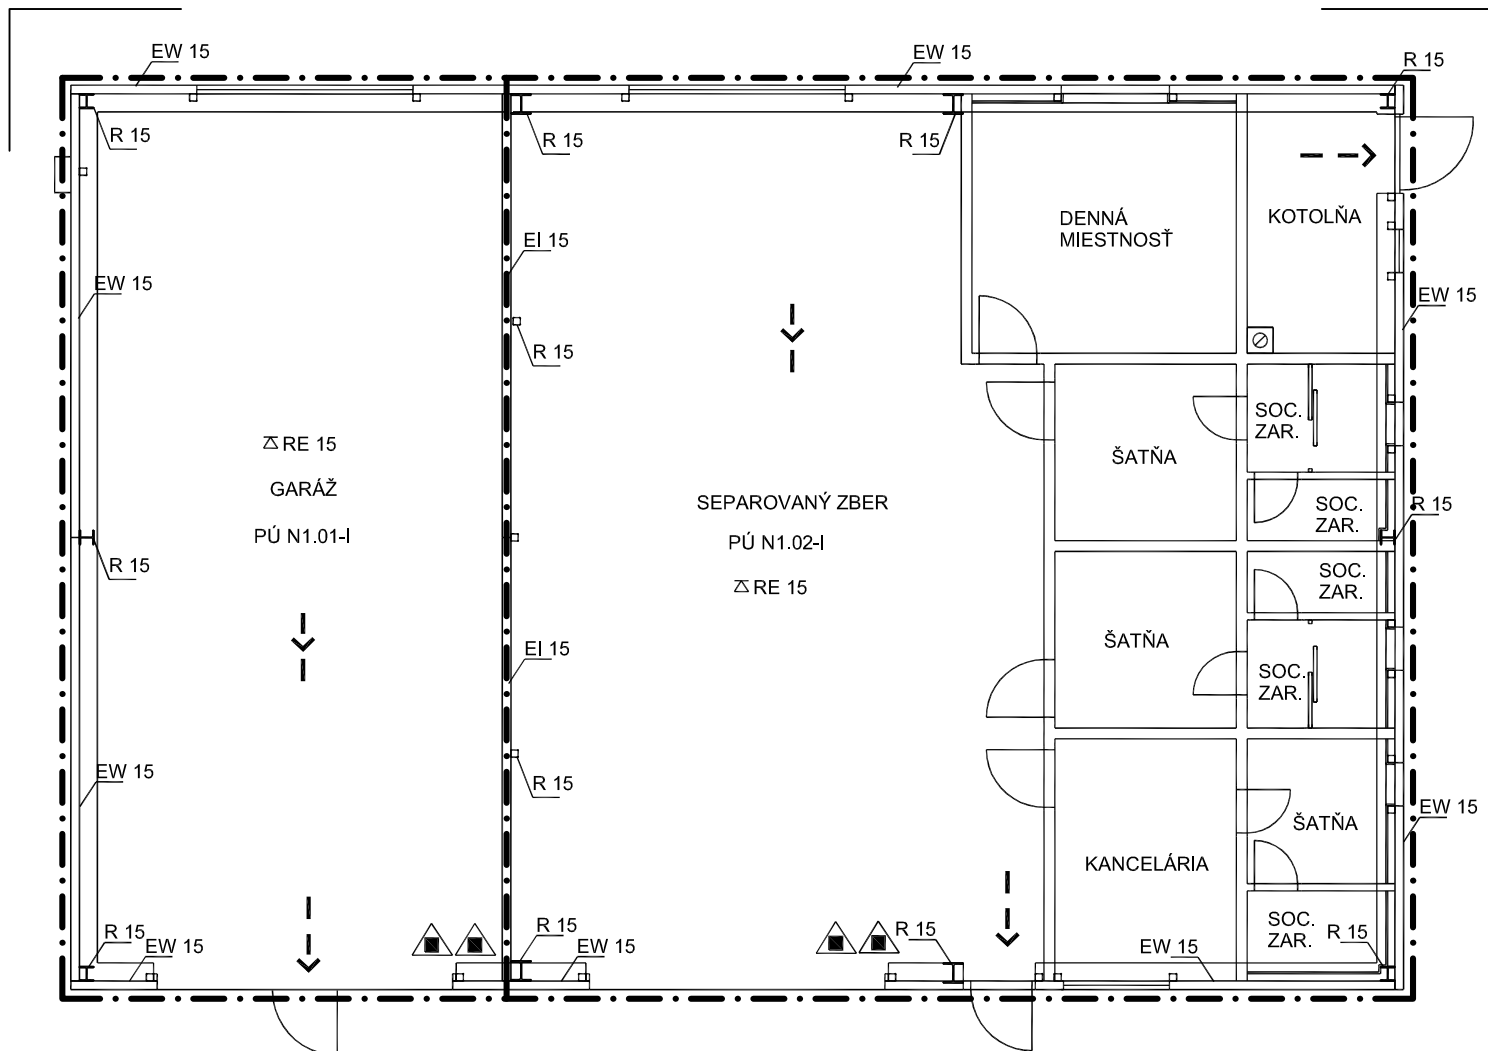 EW 15
EW 15
R 15
R 15
R 15
R 15
DENNÁ
MIESTNOSŤ
KOTOLŇA
EI 15
EW 15
EW 15
R 15
RE 15
GARÁŽ
PÚ N1.01-I
SEPAROVANÝ ZBER
PÚ N1.02-I
RE 15
ŠATŇA
SOC.
ZAR.
SOC.
ZAR.
R 15
R 15
SOC.
ZAR.
ŠATŇA
SOC.
ZAR.
EI 15
EW 15
R 15
EW 15
ŠATŇA
KANCELÁRIA
R 15
EW 15
R 15
EW 15
R 15
EW 15
SOC.
ZAR.
R 15